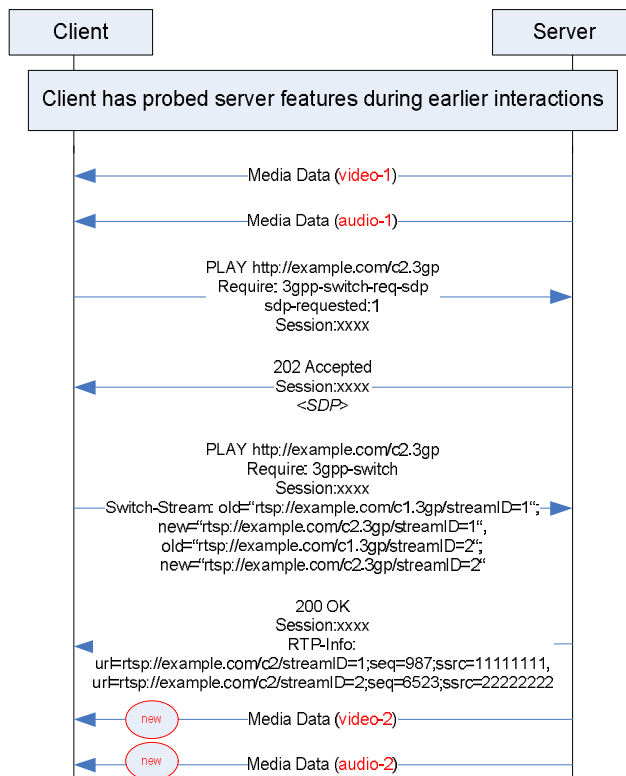 Client
Server
Client has probed server features during earlier interactions
Media Data (video-1)
Media Data (audio-1)
PLAY http://example.com/c2.3gp
Require: 3gpp-switch-req-sdp
sdp-requested:1
Session:xxxx
202 Accepted
Session:xxxx
<SDP>
PLAY http://example.com/c2.3gp
Require: 3gpp-switch
Session:xxxx
Switch-Stream: old=“rtsp://example.com/c1.3gp/streamID=1“;
new=“rtsp://example.com/c2.3gp/streamID=1“,
old=“rtsp://example.com/c1.3gp/streamID=2“;
new=“rtsp://example.com/c2.3gp/streamID=2“
200 OK
Session:xxxx
RTP-Info:
url=rtsp://example.com/c2/streamID=1;seq=987;ssrc=11111111,
url=rtsp://example.com/c2/streamID=2;seq=6523;ssrc=22222222
new
Media Data (video-2)
new
Media Data (audio-2)